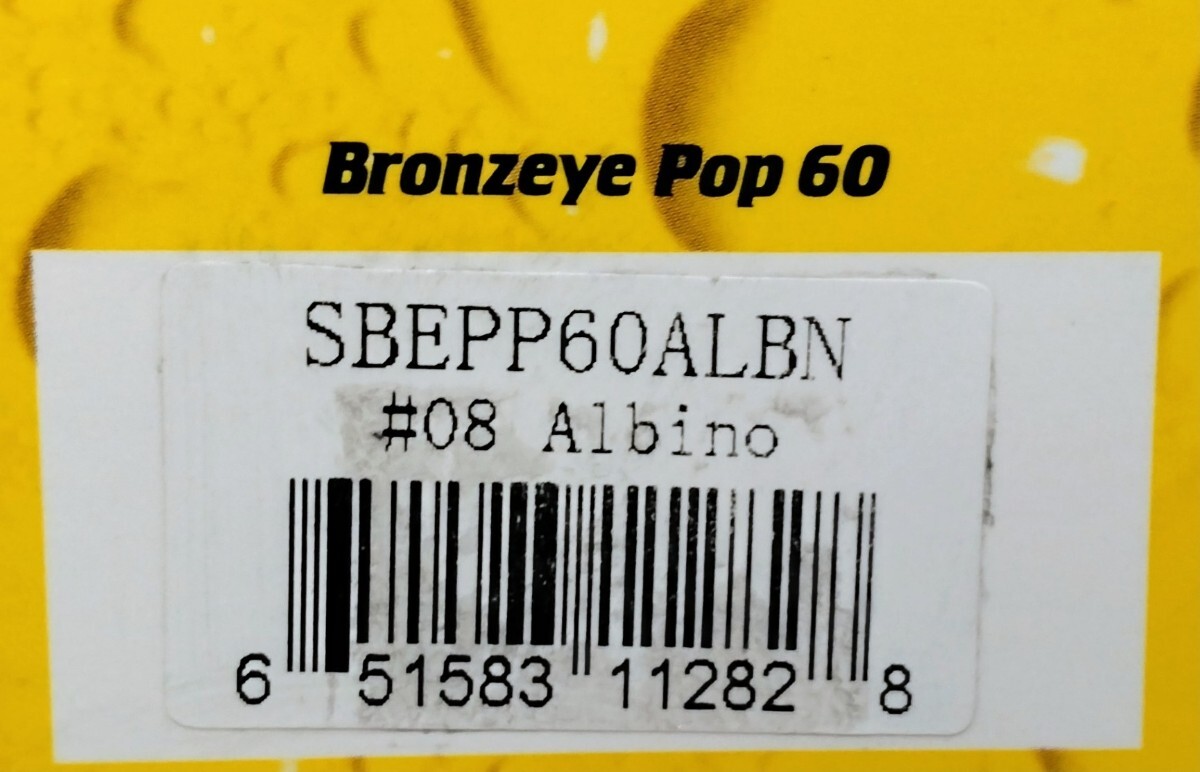 Bronzeye Pop 60
SBEPP60ALBN
#08 Albino
6 51583 11282 8